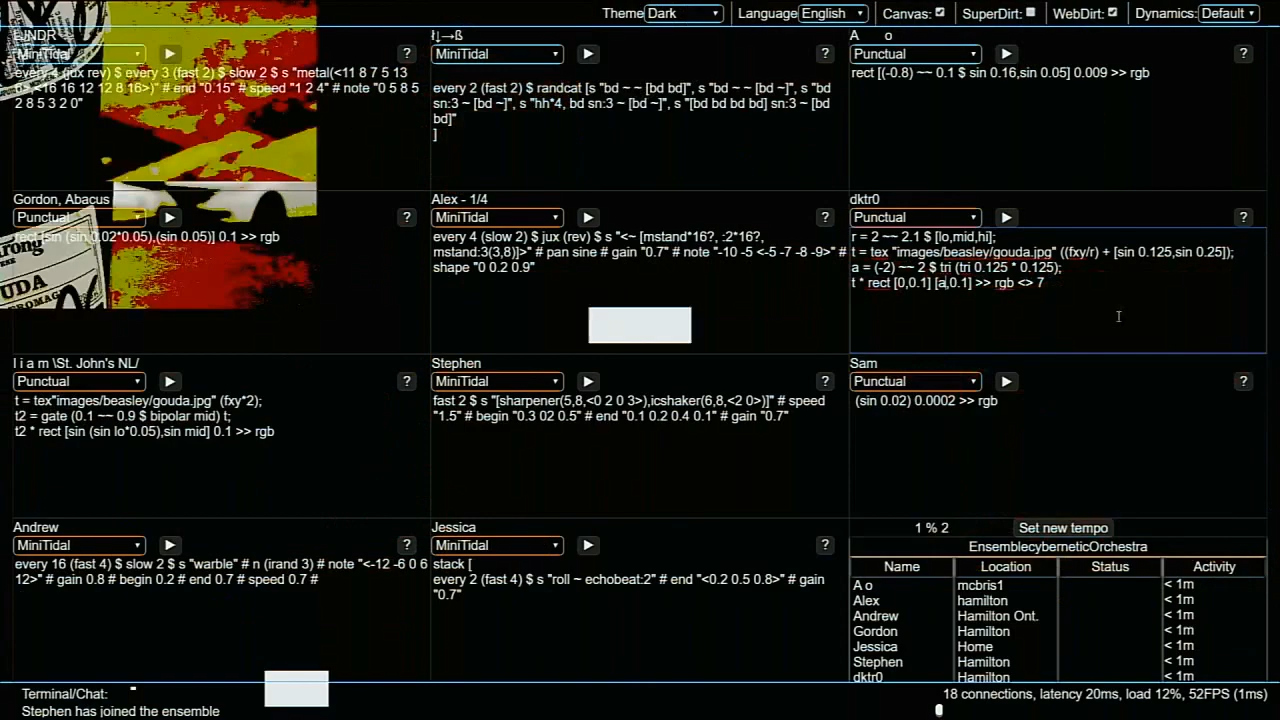 Theme Dark Language English Canvas: SuperDirt: WebDirt: Dynamics: Default
MiniTidal ?
every 4 (jux rev) $ every 3 (fast 2) $ slow 2 $ s "metal(<11 8 7 5 13
6>,<16 16 12 12 8 16>)" # end "0.15" # speed "1 2 4" # note "0 5 8 5
2 8 5 3 2 0"
ł¡→ß
MiniTidal ?
every 2 (fast 2) $ randcat [s "bd ~ ~ [bd bd]", s "bd ~ ~ [bd ~]", s "bd
sn:3 ~ [bd ~]", s "hh*4, bd sn:3 ~ [bd ~]", s "[bd bd bd bd] sn:3 ~ [bd
bd]"
]
A o
Punctual ?
rect [(-0.8) ~~ 0.1 $ sin 0.16,sin 0.05] 0.009 >> rgb
Gordon, Abacus
Punctual ?
rect [sin (sin 0.02*0.05),(sin 0.05)] 0.1 >> rgb
Alex - 1/4
MiniTidal ?
every 4 (slow 2) $ jux (rev) $ s "<~ [mstand*16?, :2*16?,
mstand:3(3,8)]>" # pan sine # gain "0.7" # note "-10 -5 <-5 -7 -8 -9>" #
shape "0 0.2 0.9"
dktr0
Punctual ?
r = 2 ~~ 2.1 $ [lo,mid,hi];
t = tex "images/beasley/gouda.jpg" ((fxy/r) + [sin 0.125,sin 0.25]);
a = (-2) ~~ 2 $ tri (tri 0.125 * 0.125);
t * rect [0,0.1] [a,0.1] >> rgb <> 7
l i a m \St. John's NL/
Punctual ?
t = tex"images/beasley/gouda.jpg" (fxy*2);
t2 = gate (0.1 ~~ 0.9 $ bipolar mid) t;
t2 * rect [sin (sin lo*0.05),sin mid] 0.1 >> rgb
Stephen
MiniTidal ?
fast 2 $ s "[sharpener(5,8,<0 2 0 3>),icshaker(6,8,<2 0>)]" # speed
"1.5" # begin "0.3 02 0.5" # end "0.1 0.2 0.4 0.1" # gain "0.7"
Sam
Punctual ?
(sin 0.02) 0.0002 >> rgb
Andrew
MiniTidal ?
every 16 (fast 4) $ slow 2 $ s "warble" # n (irand 3) # note "<-12 -6 0 6
12>" # gain 0.8 # begin 0.2 # end 0.7 # speed 0.7 #
Jessica
MiniTidal ?
stack [
every 2 (fast 4) $ s "roll ~ echobeat:2" # end "<0.2 0.5 0.8>" # gain
"0.7"
1 % 2 Set new tempo
EnsemblecyberneticOrchestra
Name Location Status Activity
A o mcbris1 < 1m
Alex hamilton < 1m
Andrew Hamilton Ont. < 1m
Gordon Hamilton < 1m
Jessica Home < 1m
Stephen Hamilton < 1m
dktr0 Hamilton < 1m
Terminal/Chat:
Stephen has joined the ensemble
18 connections, latency 20ms, load 12%, 52FPS (1ms)